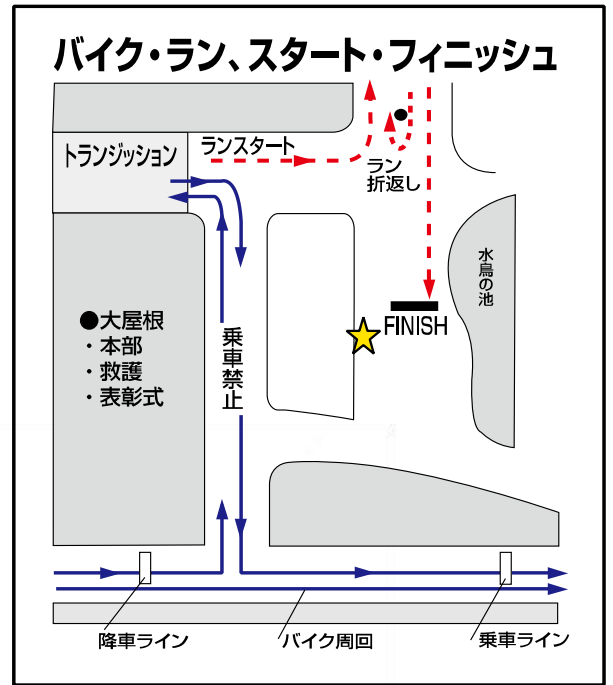 バイク・ラン、スタート・フィニッシュ
トランジッション
ランスタート
ラン
折返し
水鳥の池
FINISH
●大屋根
・本部
・救護
・表彰式
乗車禁止
降車ライン
バイク周回
乗車ライン